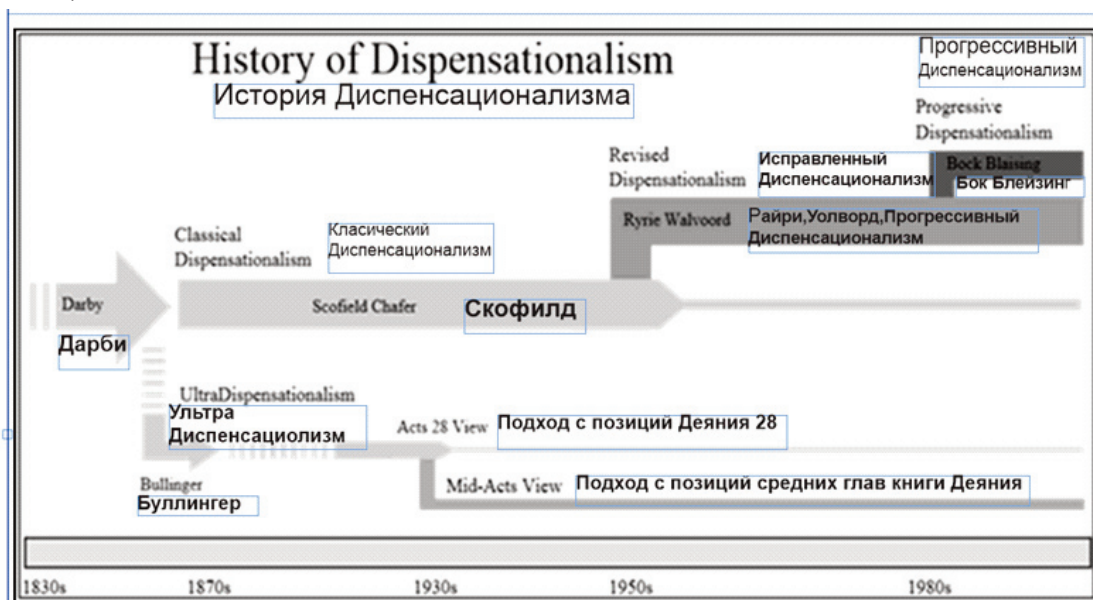 History of Dispensationalism
История Диспенсационализма
Прогрессивный
Диспенсационализм
Progressive
Dispensationalism
Bock Blaising
Бок Блейзинг
Revised
Dispensationalism
Исправленный
Диспенсационализм
Ryrie Walvoord
Райри,Уолворд,Прогрессивный
Диспенсационализм
Classical
Dispensationalism
Класический
Диспенсационализм
Darby
Дарби
Scofield Chafer
Скофилд
UltraDispensationalism
Ультра
Диспенсациолизм
Acts 28 View
Подход с позиций Деяния 28
Bullinger
Буллингер
Mid-Acts View
Подход с позиций средних глав книги Деяния
1830s
1870s
1930s
1950s
1980s